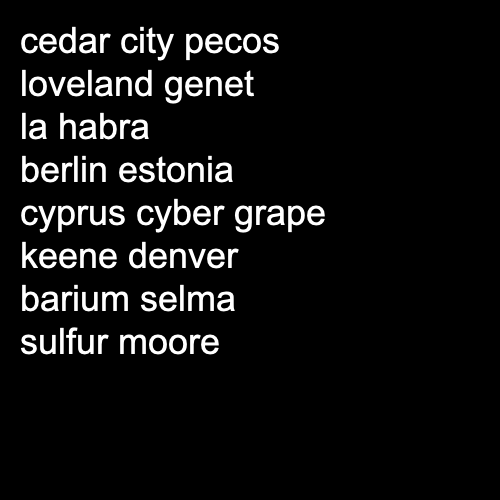 cedar city pecos
loveland genet
la habra
berlin estonia
cyprus cyber grape
keene denver
barium selma
sulfur moore